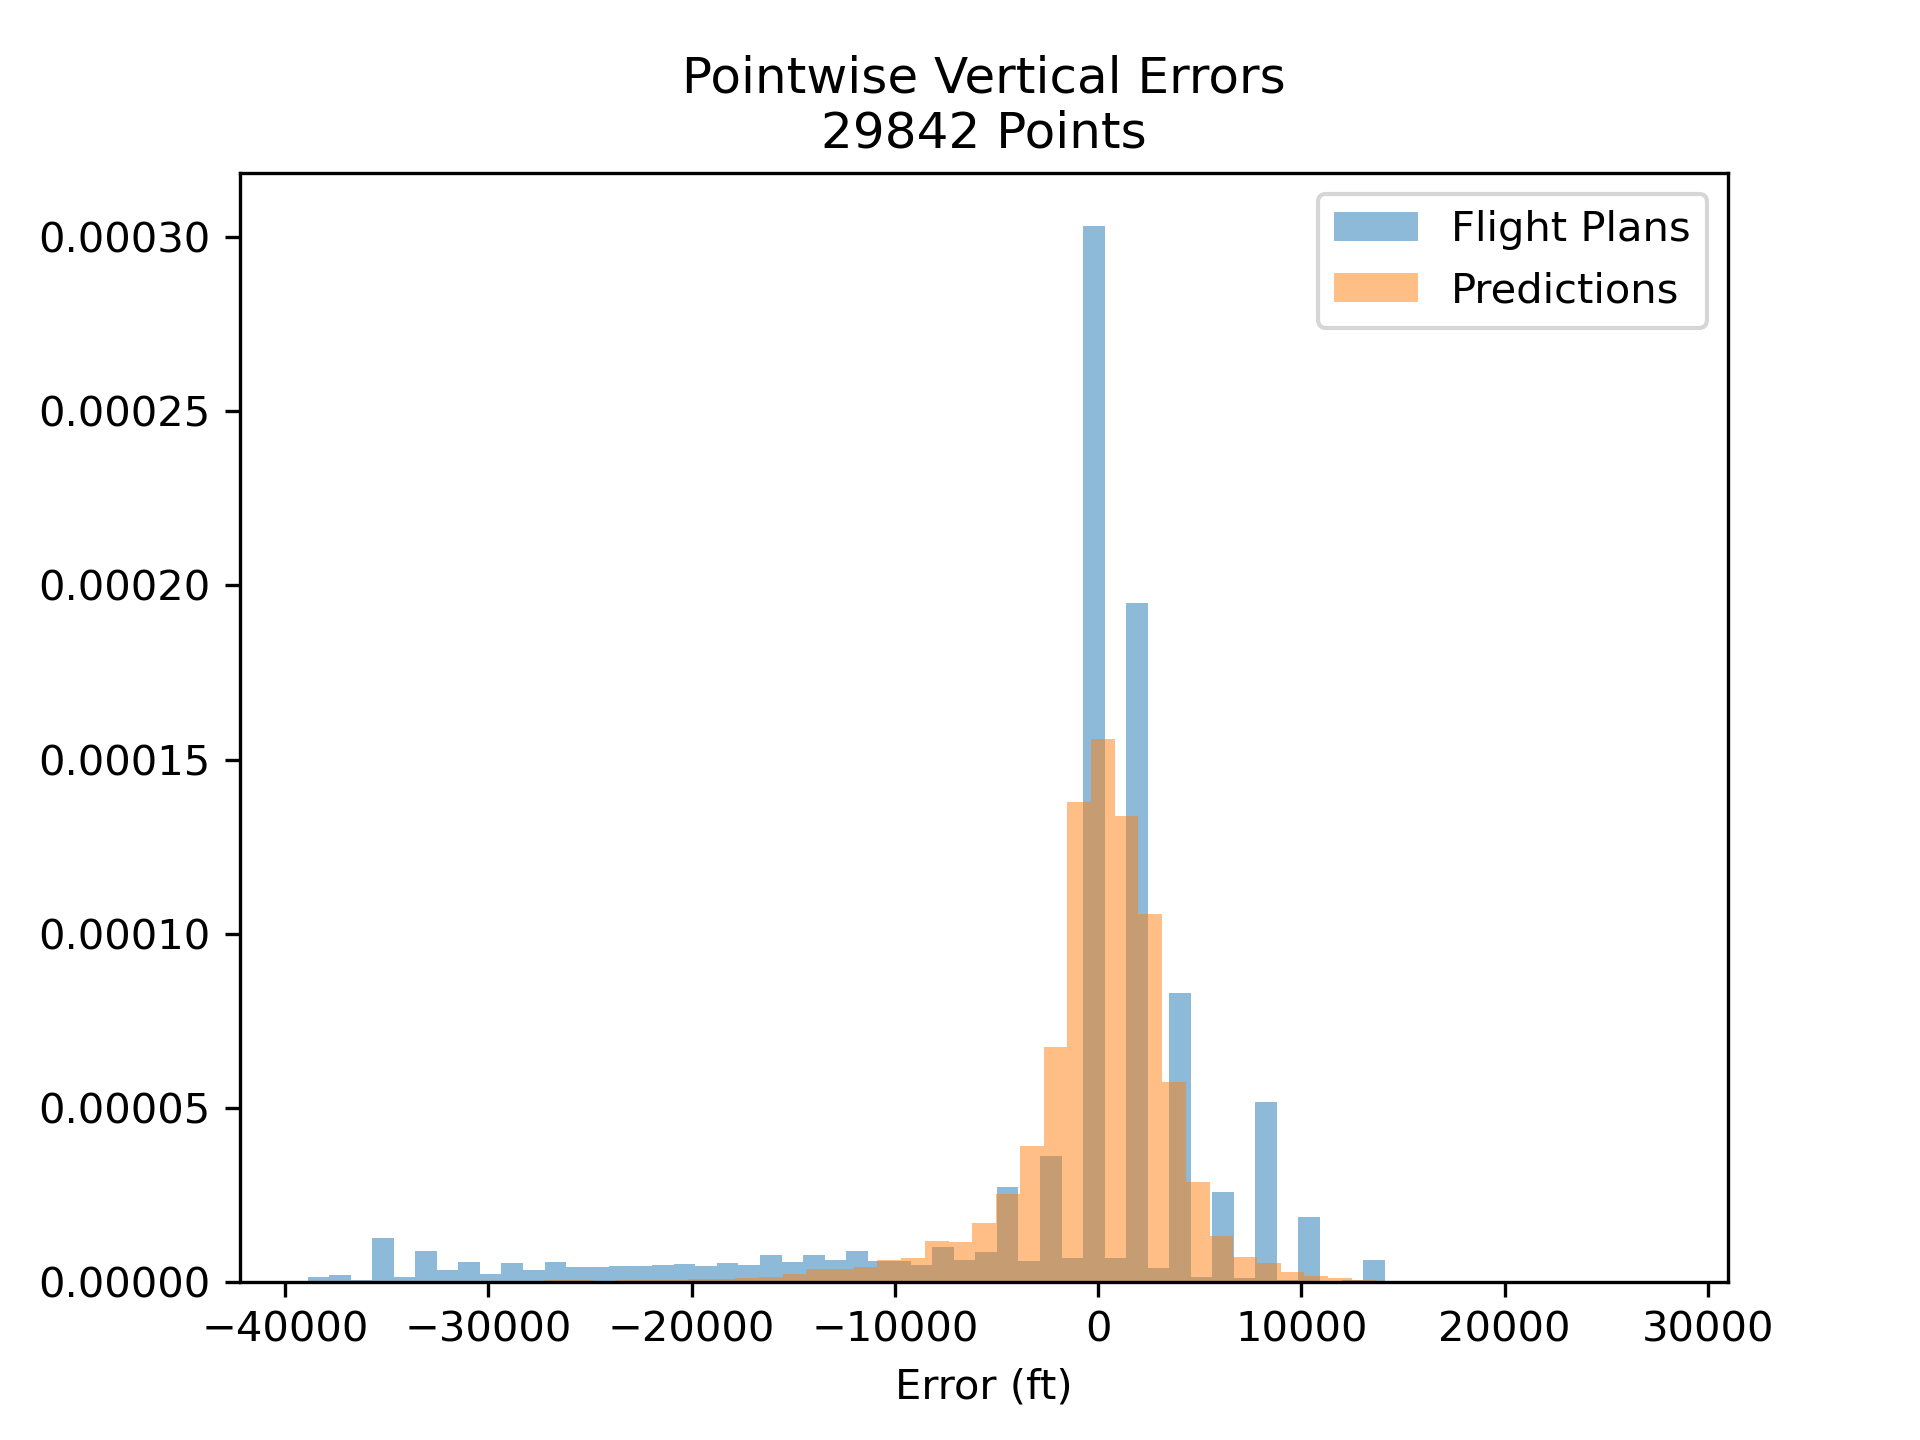 Pointwise Vertical Errors
29842 Points
Flight Plans
Predictions
0.00030
0.00025
0.00020
0.00015
0.00010
0.00005
0.00000
−40000 −30000 −20000 −10000 0 10000 20000 30000
Error (ft)